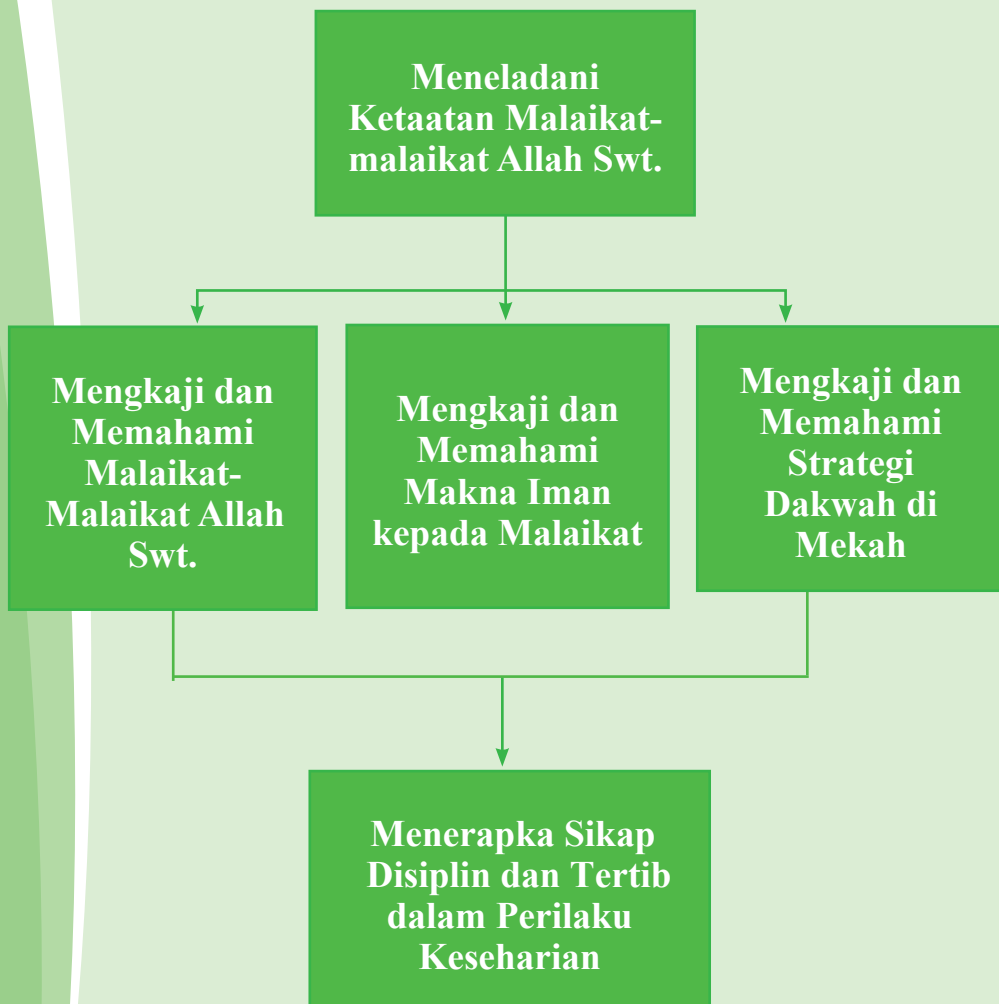 Meneladani
Ketaatan Malaikat-
malaikat Allah Swt.
Mengkaji dan
Memahami
Malaikat-
Malaikat Allah
Swt.
Mengkaji dan
Memahami
Makna Iman
kepada Malaikat
Mengkaji dan
Memahami
Strategi
Dakwah di
Mekah
Menerapka Sikap
Disiplin dan Tertib
dalam Perilaku
Keseharian